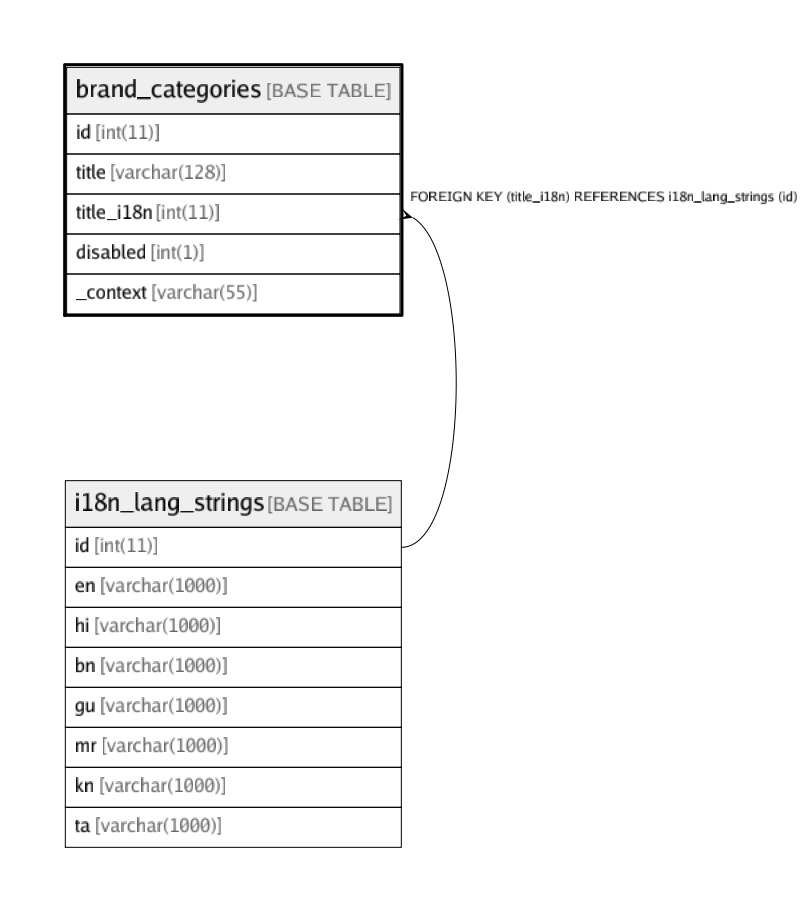 brand_categories [BASE TABLE]
id [int(11)]
title [varchar(128)]
title_i18n [int(11)]
disabled [int(1)]
_context [varchar(55)]
FOREIGN KEY (title_i18n) REFERENCES i18n_lang_strings (id)
i18n_lang_strings [BASE TABLE]
id [int(11)]
en [varchar(1000)]
hi [varchar(1000)]
bn [varchar(1000)]
gu [varchar(1000)]
mr [varchar(1000)]
kn [varchar(1000)]
ta [varchar(1000)]